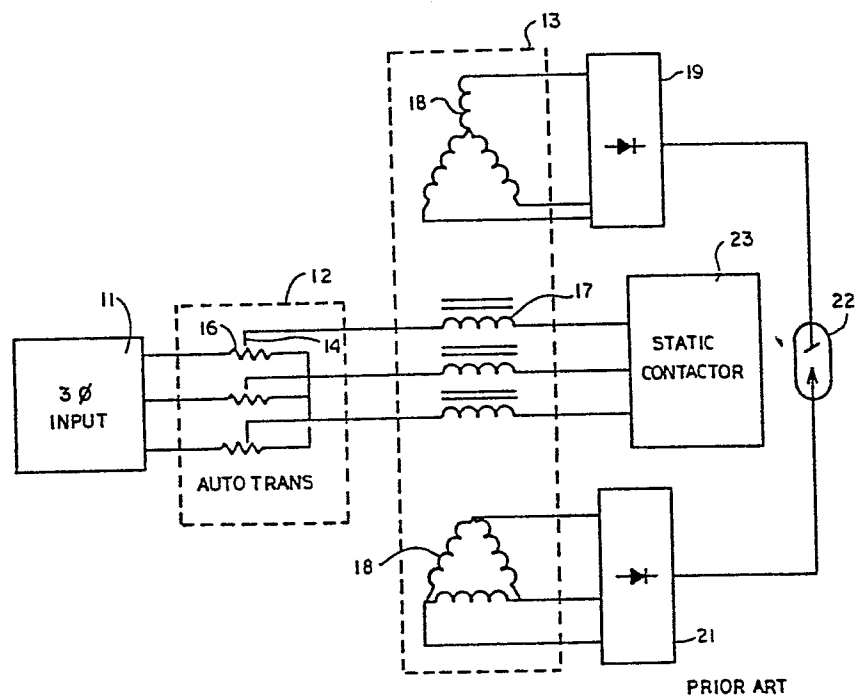 13
18
19
23
12
17
11
16
14
22
3 Ø
INPUT
STATIC
CONTACTOR
AUTO TRANS
18
21
PRIOR ART